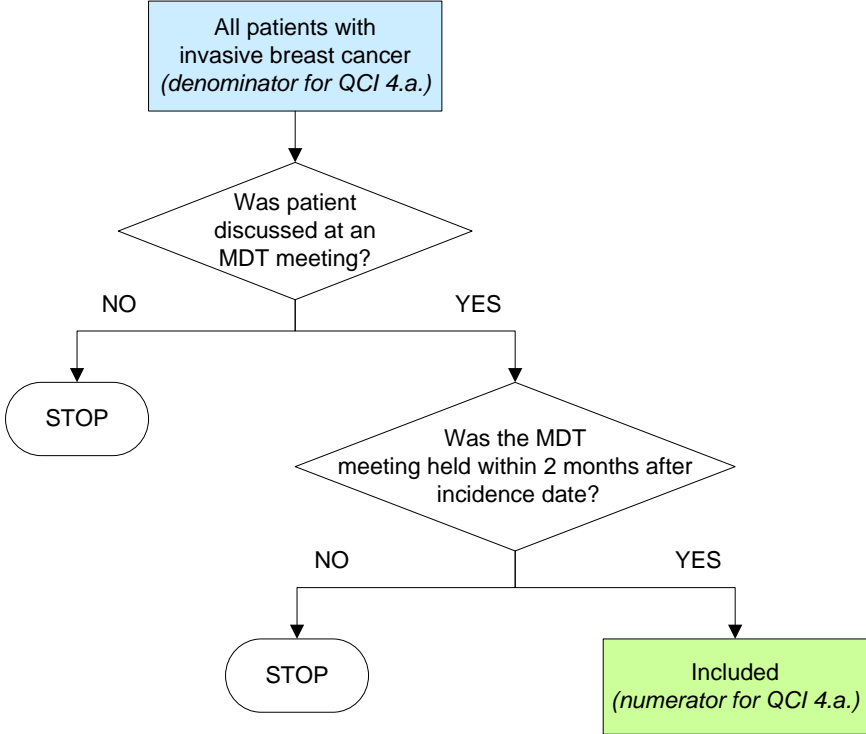 All patients with
invasive breast cancer
(denominator for QCI 4.a.)
Was patient
discussed at an
MDT meeting?
NO
YES
STOP
Was the MDT
meeting held within 2 months after
incidence date?
NO
YES
STOP
Included
(numerator for QCI 4.a.)